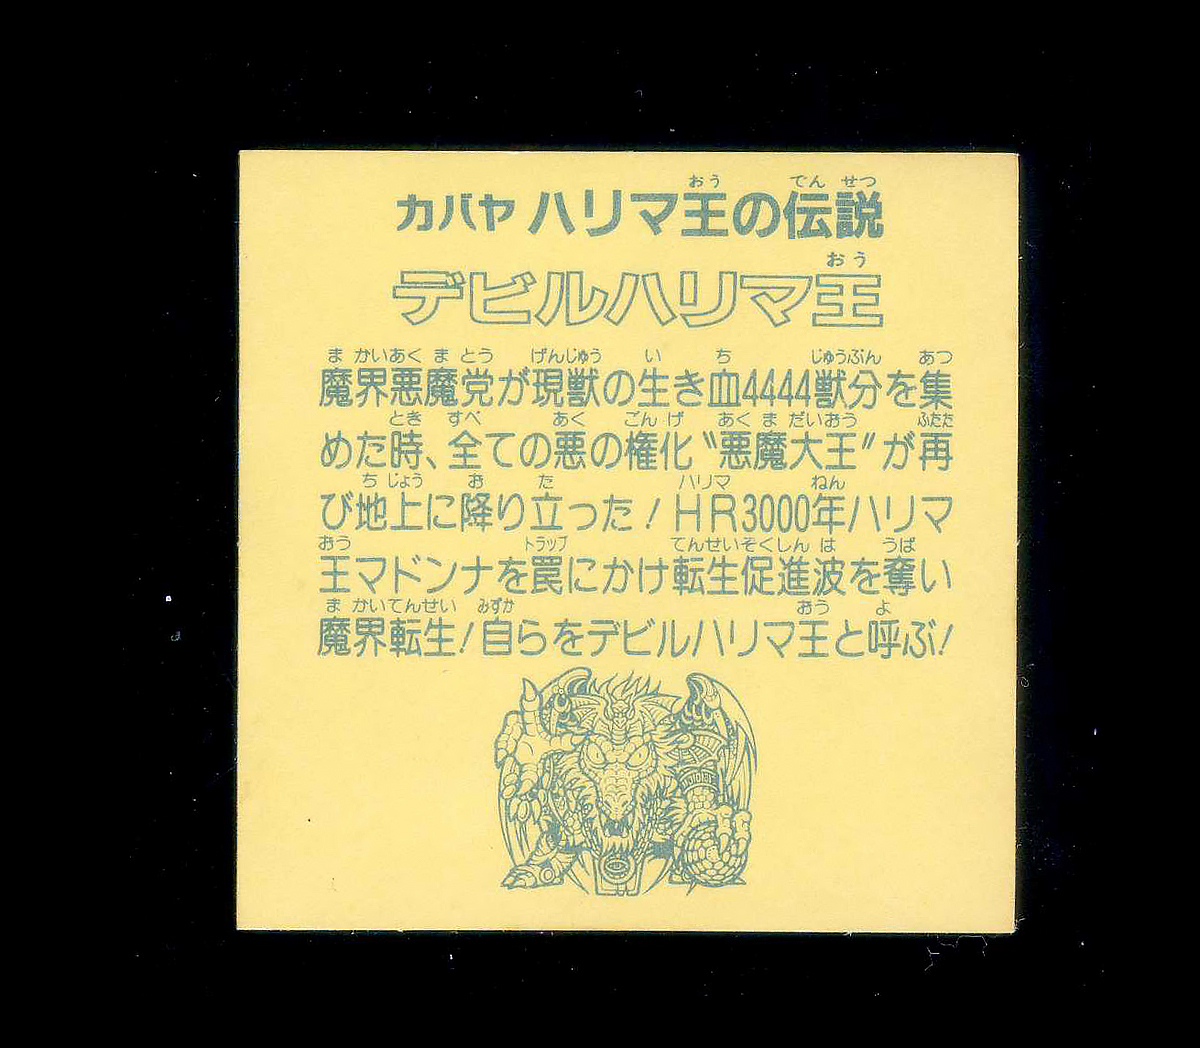 カバヤ ハリマ王の伝説
デビルハリマ王
魔界悪魔党が現獣の生き血4444獣分を集
めた時、全ての悪の権化〝悪魔大王〟が再
び地上に降り立った!HR3000年ハリマ
王マドンナを罠にかけ転生促進波を奪い
魔界転生!自らをデビルハリマ王と呼ぶ!